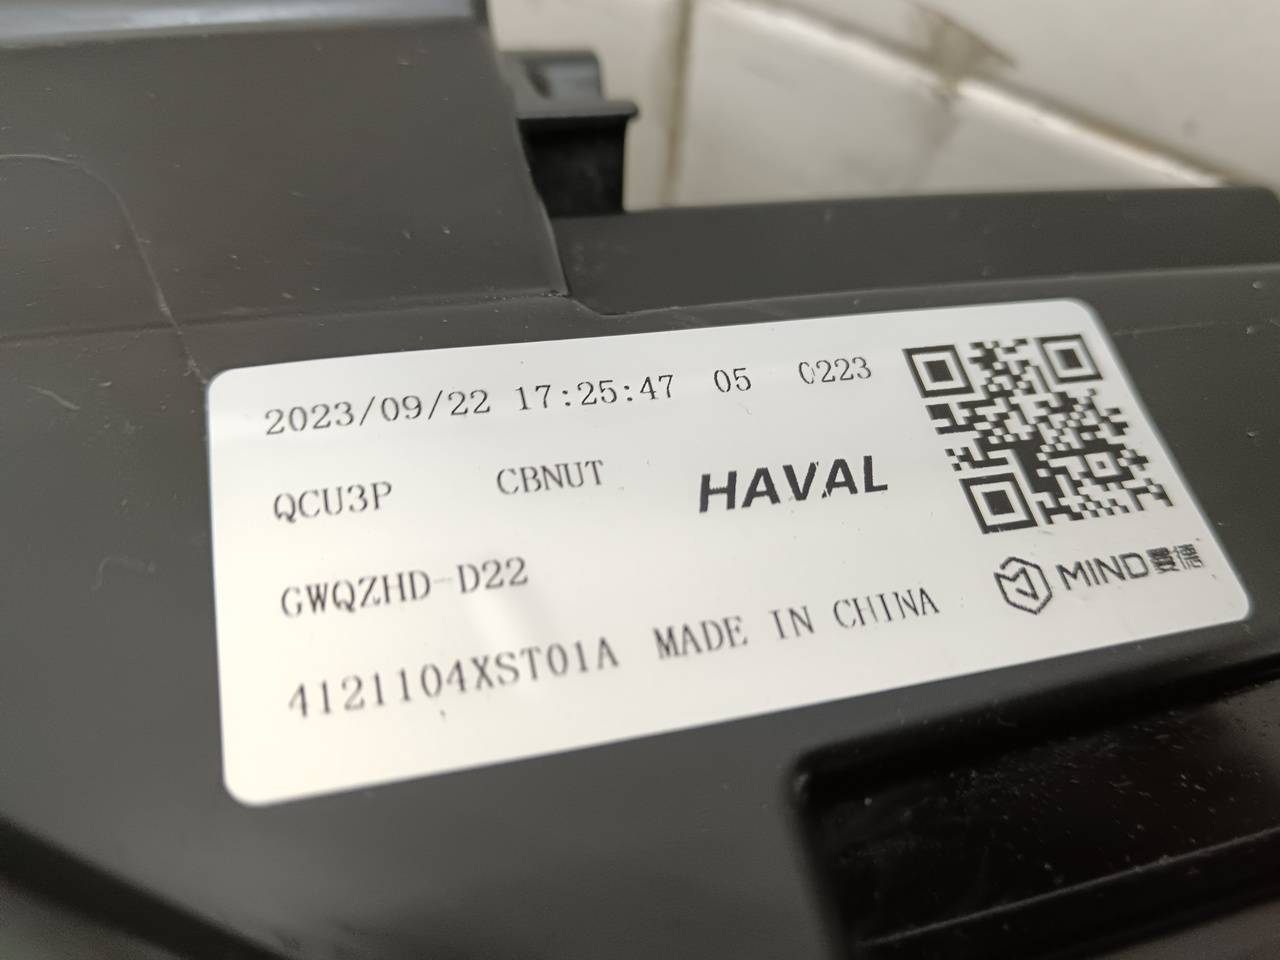 2023/09/22 17:25:47 05 0223
QCU3P CBNUT HAVAL
GWQZHD-D22
MIND曼德
4121104XST01A MADE IN CHINA